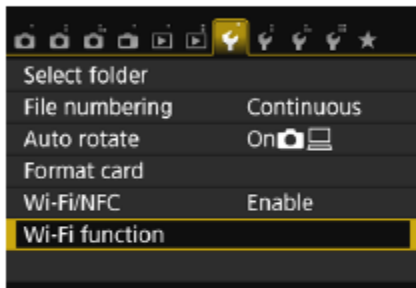 Select folder
File numbering Continuous
Auto rotate On
Format card
Wi-Fi/NFC Enable
Wi-Fi function